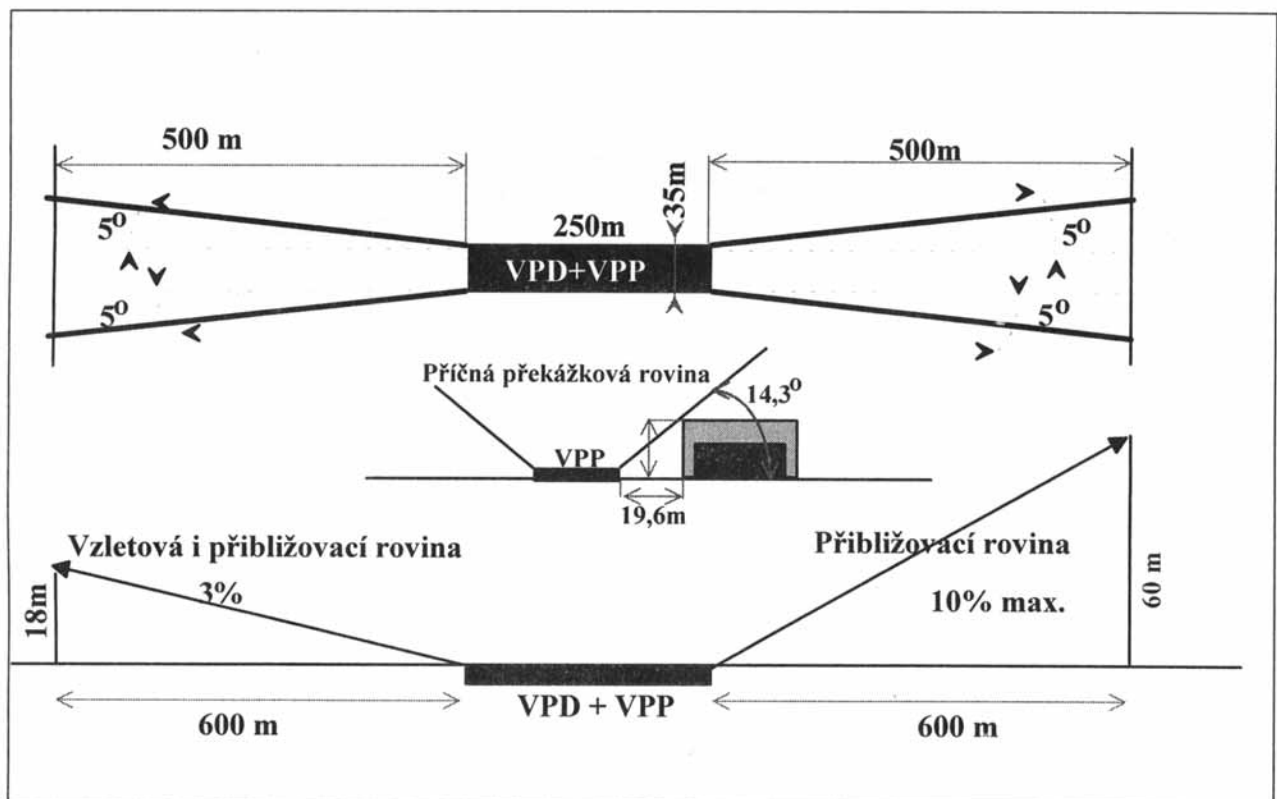 500 m
500m
35m
250m
VPD+VPP
5°
5°
5°
5°
Příčná překážková rovina
14,3°
VPP
19,6m
Vzletová i přibližovací rovina
3%
18m
Přibližovací rovina
10% max.
60 m
VPD + VPP
600 m
600 m